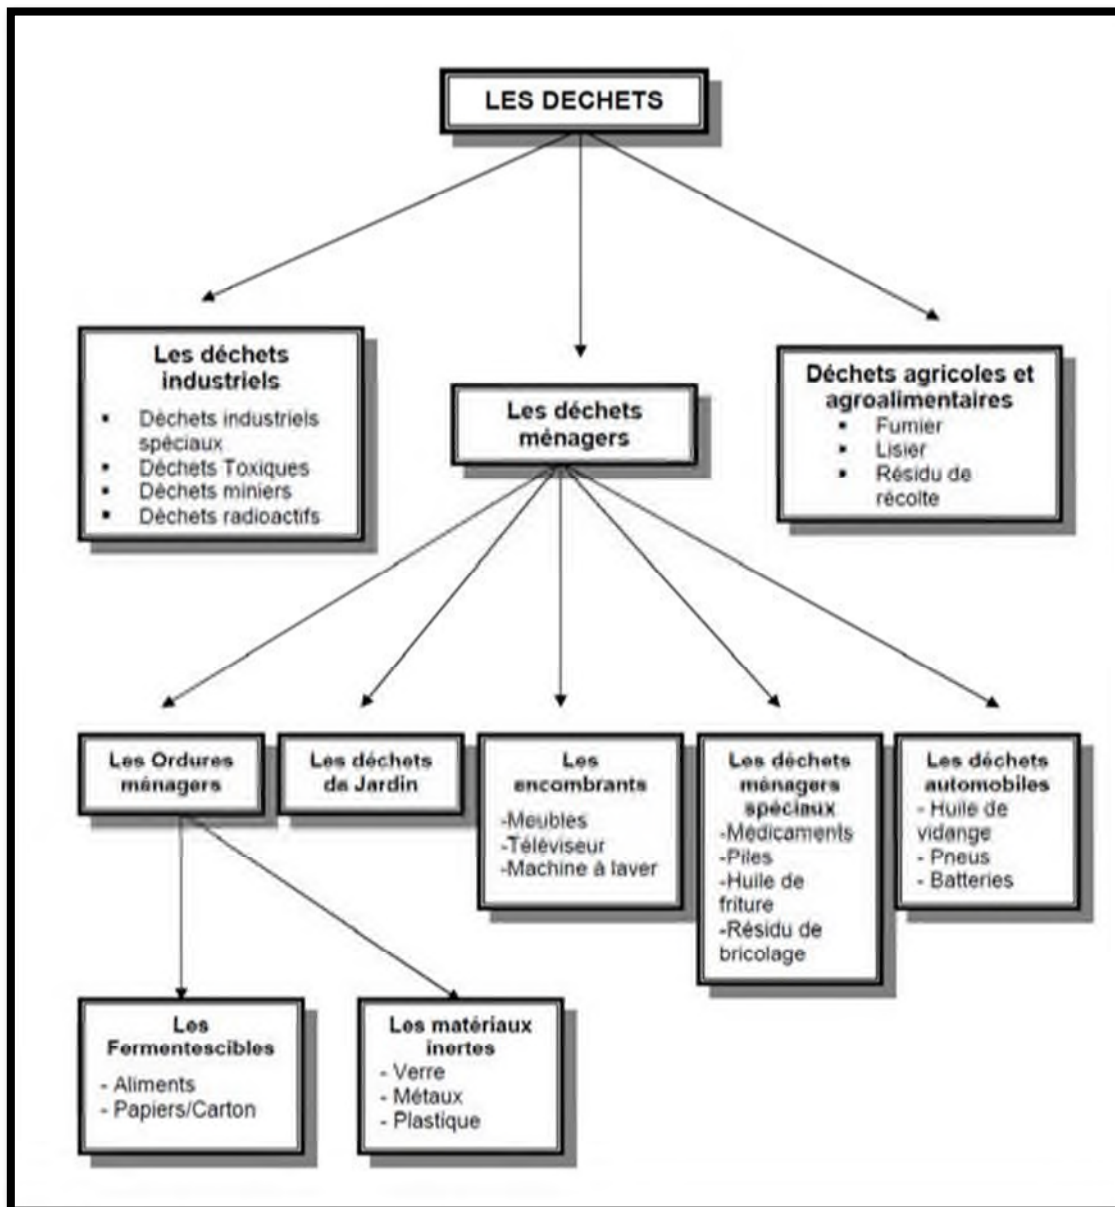 LES DECHETS
Les déchets
industriels
▪ Déchets industriels
spéciaux
▪ Déchets Toxiques
▪ Déchets miniers
▪ Déchets radioactifs
Les déchets
ménagers
Déchets agricoles et
agroalimentaires
▪ Fumier
▪ Lisier
▪ Résidu de
récolte
Les Ordures
ménagers
Les déchets
de Jardin
Les
encombrants
-Meubles
-Téléviseur
-Machine à laver
Les déchets
ménagers
spéciaux
-Médicaments
-Piles
-Huile de
friture
-Résidu de
bricolage
Les déchets
automobiles
- Huile de
vidange
- Pneus
- Batteries
Les
Fermentescibles
- Aliments
- Papiers/Carton
Les matériaux
inertes
- Verre
- Métaux
- Plastique